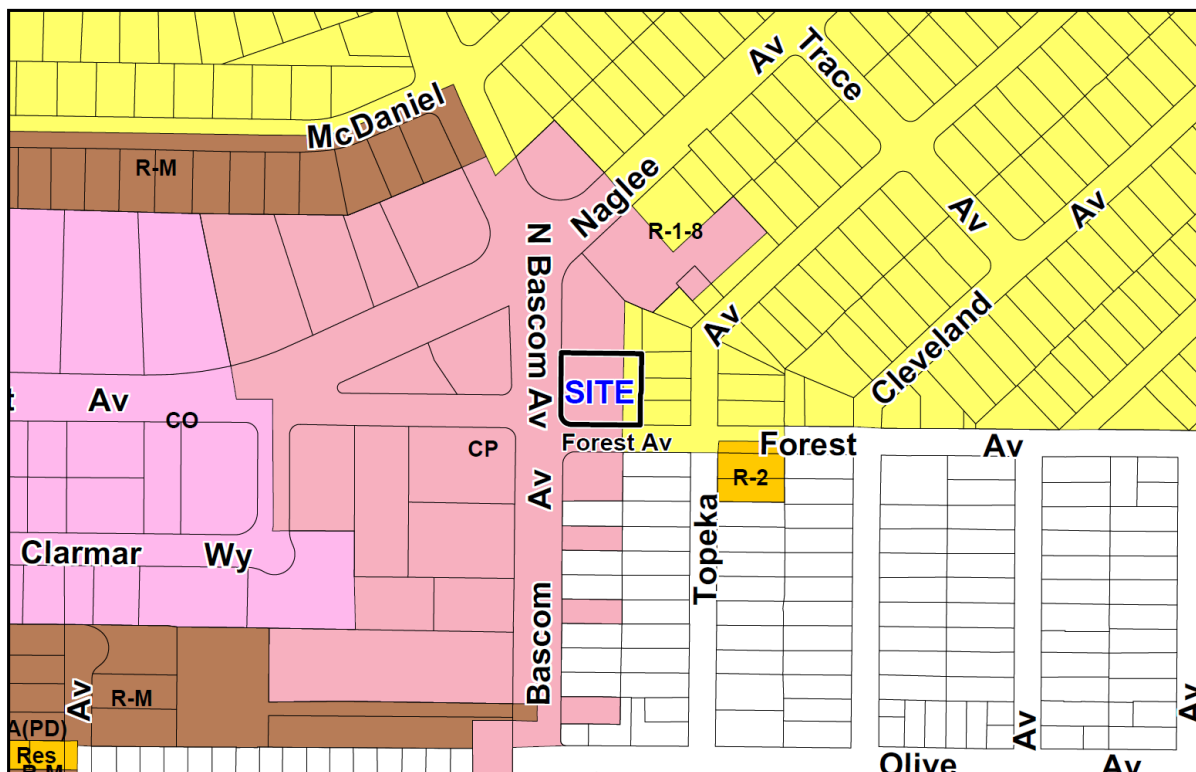 Av
Trace
McDaniel
R-M
Naglee
Av
Av
R-1-8
N Bascom Av
Av
Cleveland
SITE
t Av
CO
CP
Forest Av
Forest Av
R-2
Av
Topeka
Clarmar Wy
Bascom
R-M
Av
Av
Av
A(PD)
Res
R-M
Olive Av